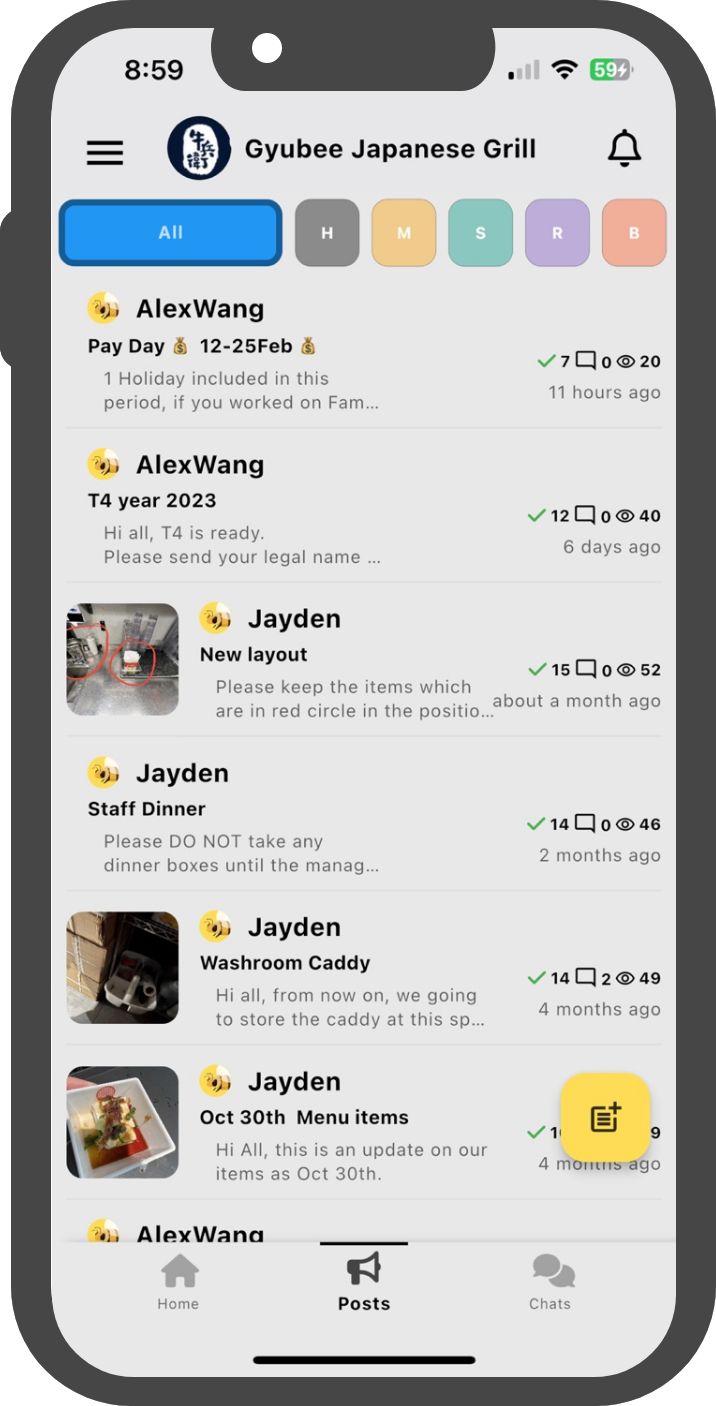 8:59
59
牛兵衛
Gyubee Japanese Grill
All H M S R B
AlexWang
Pay Day 💰 12-25Feb 💰
1 Holiday included in this
period, if you worked on Fam...
7 0 20
11 hours ago
AlexWang
T4 year 2023
Hi all, T4 is ready.
Please send your legal name ...
12 0 40
6 days ago
Jayden
New layout
Please keep the items which
are in red circle in the positio...
15 0 52
about a month ago
Jayden
Staff Dinner
Please DO NOT take any
dinner boxes until the manag...
14 0 46
2 months ago
Jayden
Washroom Caddy
Hi all, from now on, we going
to store the caddy at this sp...
14 2 49
4 months ago
Jayden
Oct 30th  Menu items
Hi All, this is an update on our
items as Oct 30th.
4 months ago
AlexWang
Home
Posts
Chats